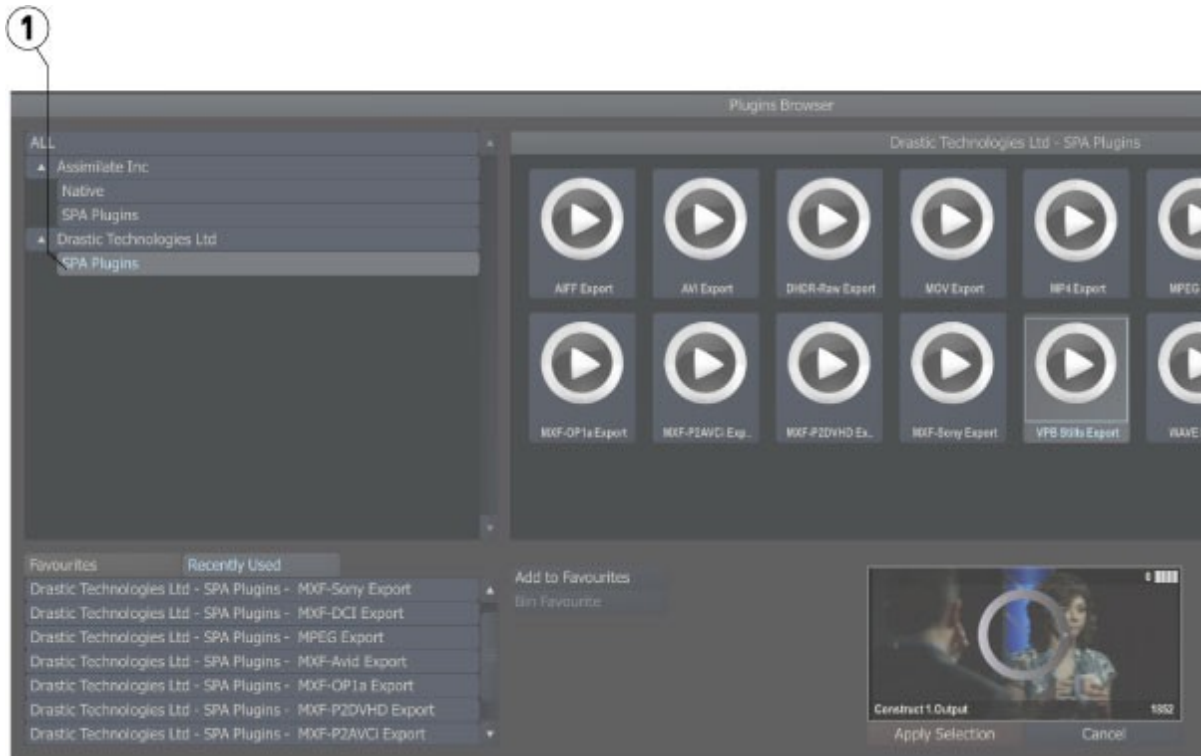 1
Plugins Browser
ALL
Assimilate Inc
Native
SPA Plugins
Drastic Technologies Ltd
SPA Plugins
Drastic Technologies Ltd - SPA Plugins
AIFF Export
AVI Export
DHDR-Raw Export
MOV Export
MP4 Export
MPEG
MXF-OP1a Export
MXF-P2AVCi Exp..
MXF-P2DVHD Ex..
MXF-Sony Export
VPB Stills Export
WAVE
Favourites
Recently Used
Drastic Technologies Ltd - SPA Plugins - MXF-Sony Export
Drastic Technologies Ltd - SPA Plugins - MXF-DCI Export
Drastic Technologies Ltd - SPA Plugins - MPEG Export
Drastic Technologies Ltd - SPA Plugins - MXF-Avid Export
Drastic Technologies Ltd - SPA Plugins - MXF-OP1a Export
Drastic Technologies Ltd - SPA Plugins - MXF-P2DVHD Export
Drastic Technologies Ltd - SPA Plugins - MXF-P2AVCi Export
Add to Favourites
Bin Favourite
Construct 1.Output
1852
Apply Selection
Cancel